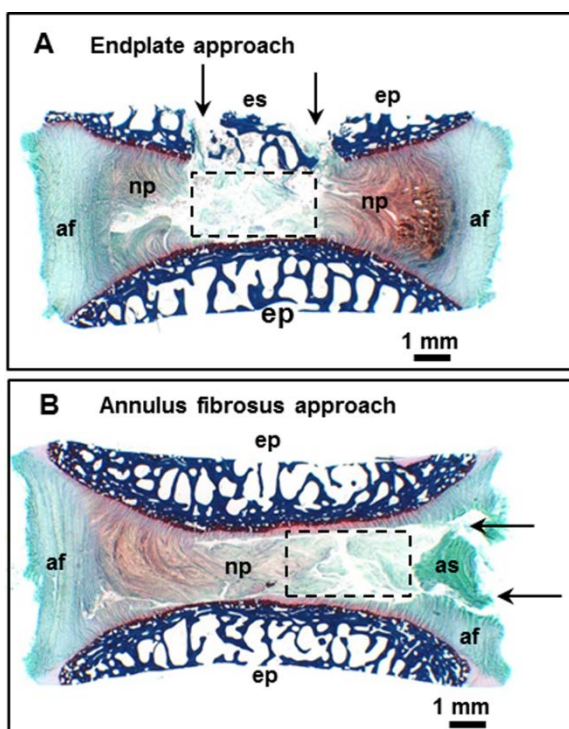 A Endplate approach
es ep
np np
af af
ep
1 mm
B Annulus fibrosus approach
ep
af np as
af
ep
1 mm